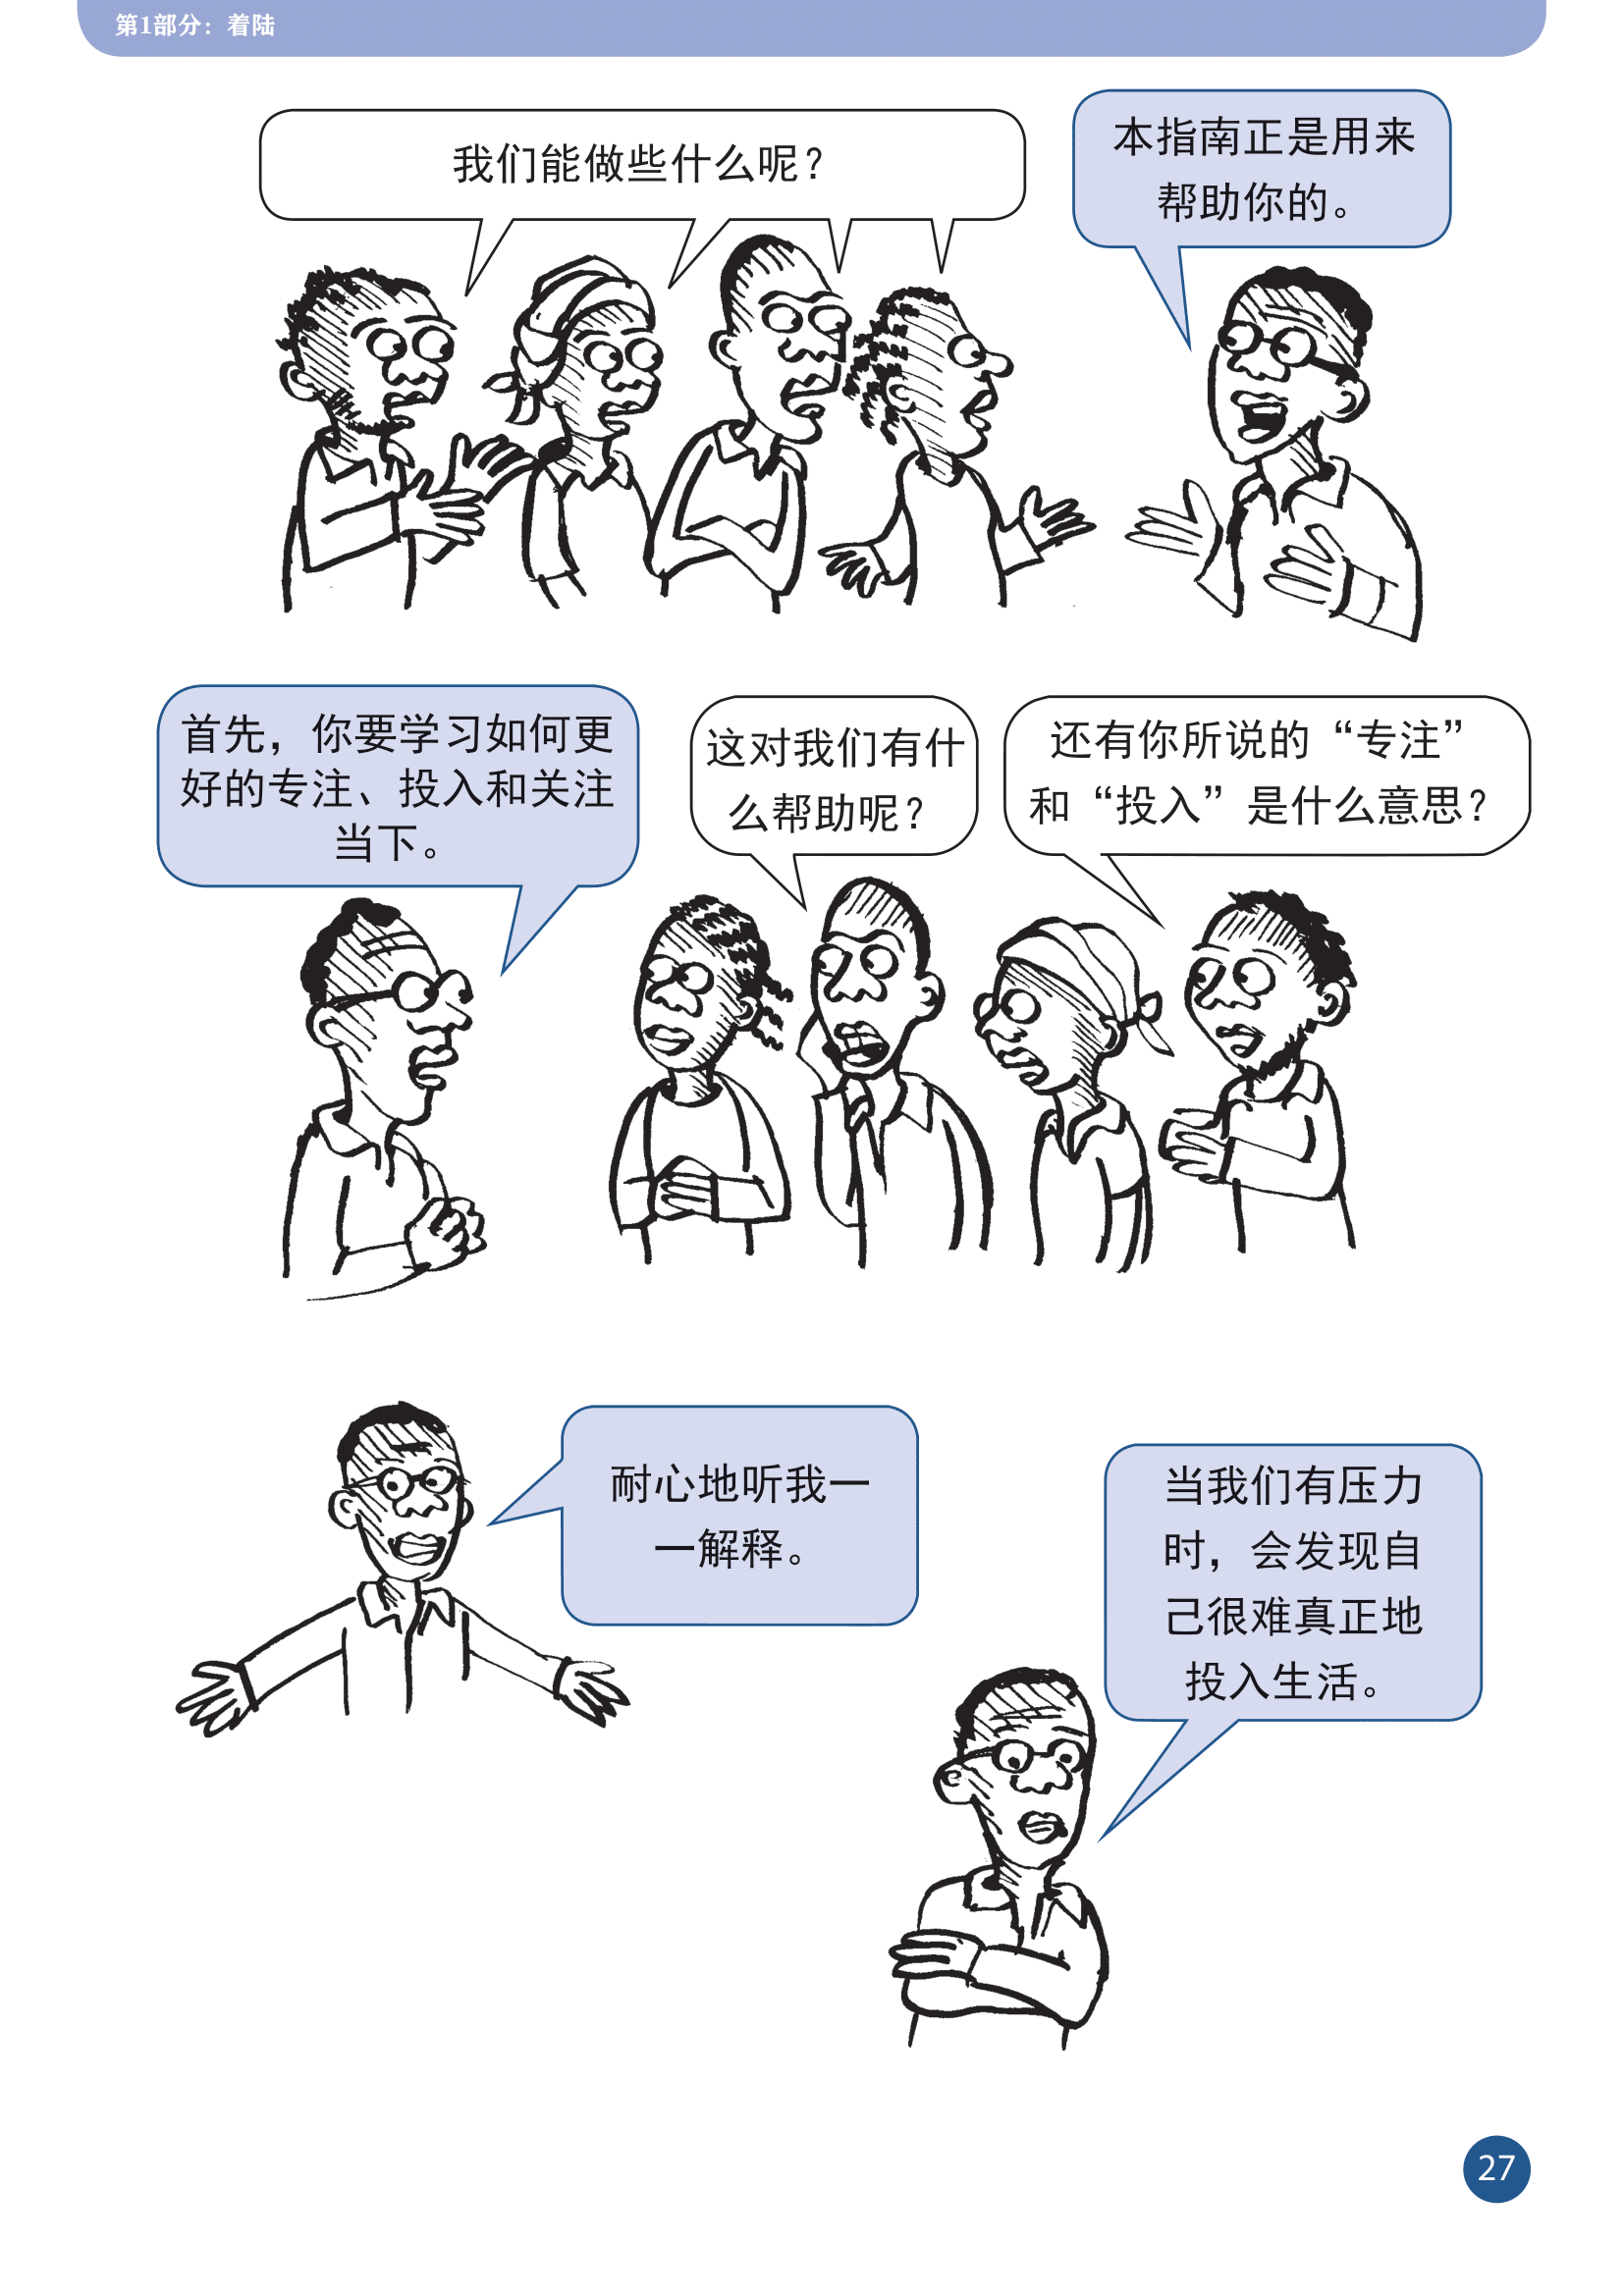 第1部分：着陆
我们能做些什么呢？
本指南正是用来
帮助你的。
首先，你要学习如何更
好的专注、投入和关注
当下。
这对我们有什
么帮助呢？
还有你所说的“专注”
和“投入”是什么意思？
耐心地听我一
一解释。
当我们有压力
时，会发现自
己很难真正地
投入生活。
27